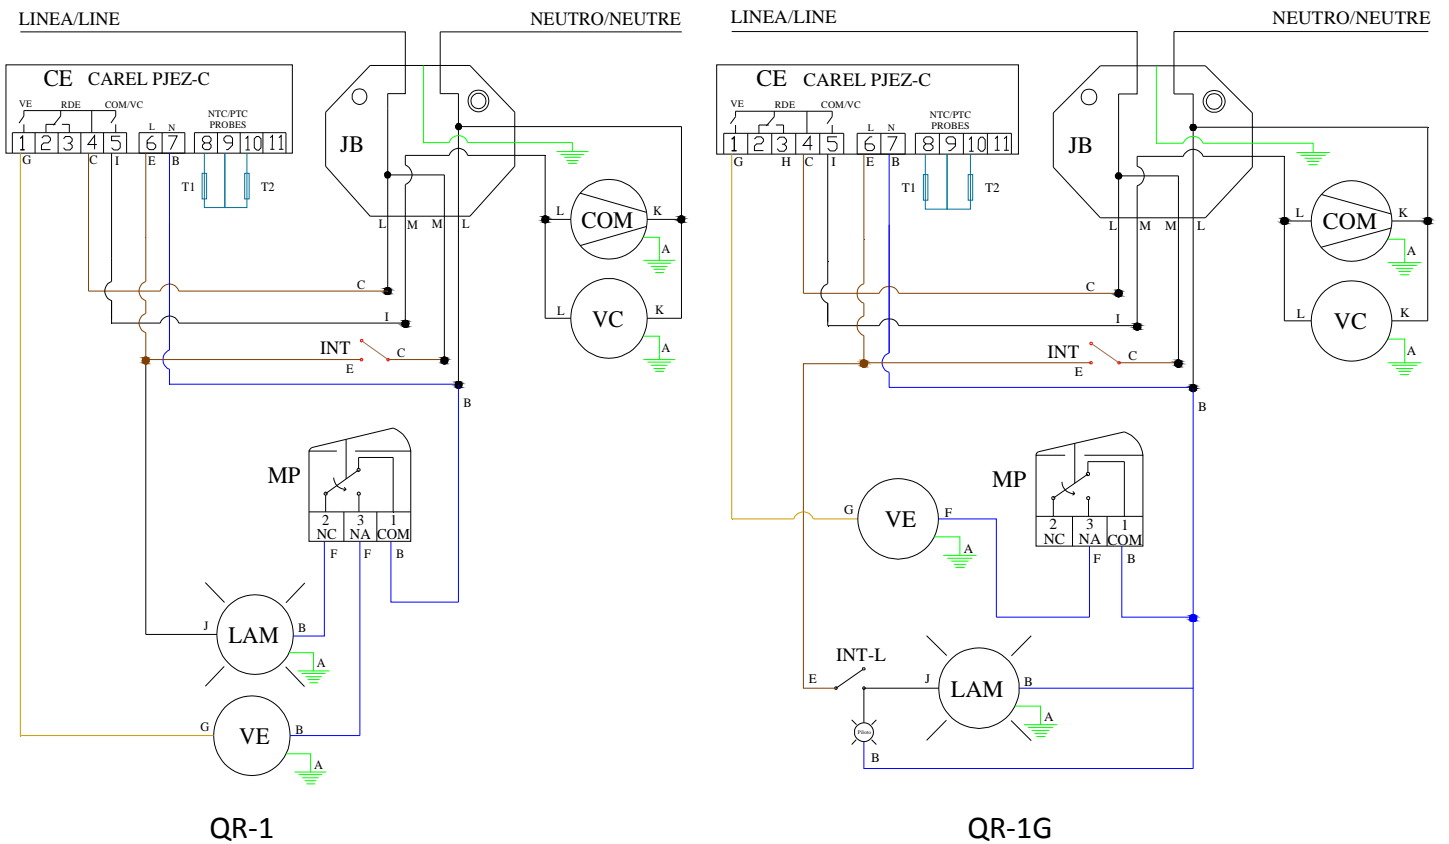 LINEA/LINE
NEUTRO/NEUTRE
CE CAREL PJEZ-C
VE RDE COM/VC
L N
NTC/PTC
PROBES
1 2 3 4 5 6 7 8 9 10 11
G C I E B
T1 T2
JB
L M M L
L COM K
A
C
L VC K
I
A
INT C
E
B
MP
2 3 1
NC NA COM
F F B
J LAM B
A
G VE B
A
QR-1
LINEA/LINE
NEUTRO/NEUTRE
CE CAREL PJEZ-C
VE RDE COM/VC
L N
NTC/PTC
PROBES
1 2 3 4 5 6 7 8 9 10 11
G H C I E B
T1 T2
JB
L M M L
L COM K
A
C
L VC K
I
A
INT C
E
B
MP
G VE F
A
2 3 1
NC NA COM
F B
INT-L
E J LAM B
A
Piloto
B
QR-1G